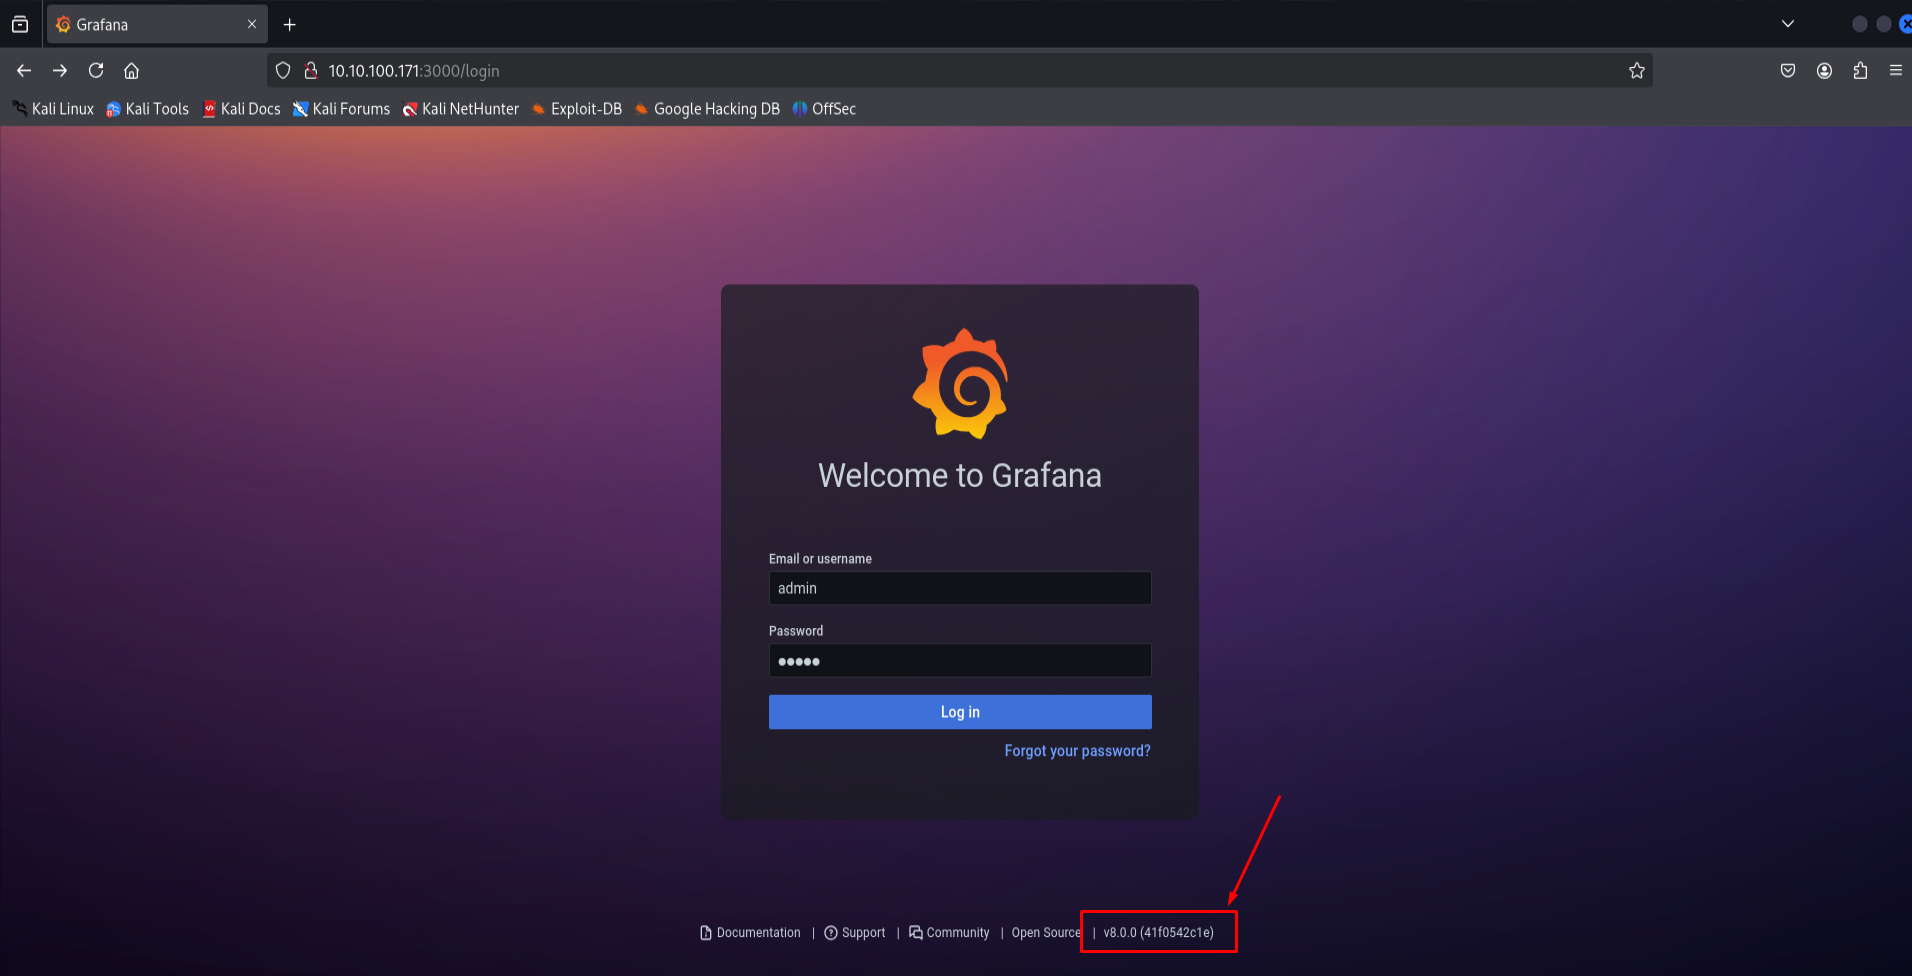 Grafana
10.10.100.171:3000/login
Kali Linux Kali Tools Kali Docs Kali Forums Kali NetHunter Exploit-DB Google Hacking DB OffSec
Welcome to Grafana
Email or username
admin
Password
•••••
Log in
Forgot your password?
Documentation | Support | Community | Open Source | v8.0.0 (41f0542c1e)